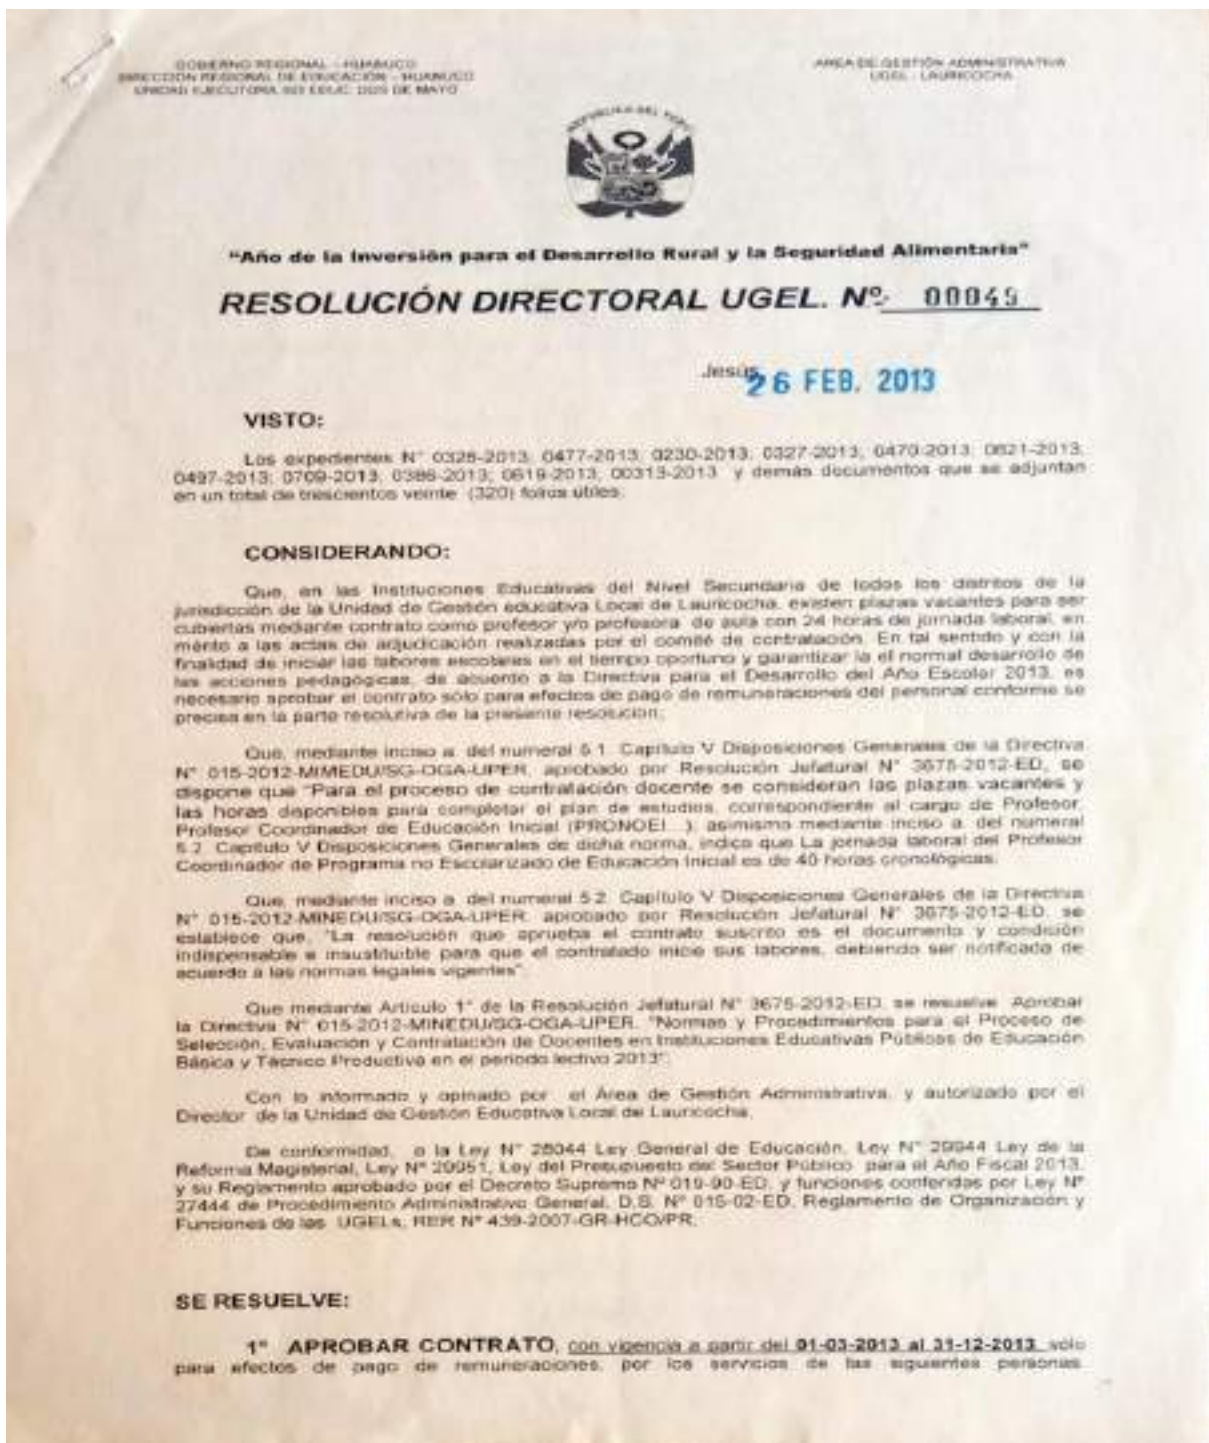 GOBIERNO REGIONAL - HUANUCO
DIRECCIÓN REGIONAL DE EDUCACIÓN - HUANUCO
UNIDAD EJECUTORA 303 EDUC. DOS DE MAYO
AREA DE GESTIÓN ADMINISTRATIVA
UGEL - LAURICOCHA
REPUBLICA DEL PERU
"Año de la Inversión para el Desarrollo Rural y la Seguridad Alimentaria"
RESOLUCIÓN DIRECTORAL UGEL. Nº 00049
Jesús,
26 FEB. 2013
VISTO:
Los expedientes N° 0328-2013, 0477-2013, 0230-2013, 0327-2013, 0470-2013, 0621-2013,
0497-2013; 0709-2013, 0386-2013; 0619-2013, 00313-2013 y demás documentos que se adjuntan
en un total de trescientos veinte (320) folios útiles;
CONSIDERANDO:
Que, en las Instituciones Educativas del Nivel Secundaria de todos los distritos de la
jurisdicción de la Unidad de Gestión educativa Local de Lauricocha, existen plazas vacantes para ser
cubiertas mediante contrato como profesor y/o profesora de aula con 24 horas de jornada laboral, en
mérito a las actas de adjudicación realizadas por el comité de contratación. En tal sentido y con la
finalidad de iniciar las labores escolares en el tiempo oportuno y garantizar la el normal desarrollo de
las acciones pedagógicas, de acuerdo a la Directiva para el Desarrollo del Año Escolar 2013, es
necesario aprobar el contrato sólo para efectos de pago de remuneraciones del personal conforme se
precisa en la parte resolutiva de la presente resolución;
Que, mediante inciso a. del numeral 5.1. Capítulo V Disposiciones Generales de la Directiva
N° 015-2012-MIMEDU/SG-OGA-UPER, aprobado por Resolución Jefatural N° 3675-2012-ED, se
dispone que "Para el proceso de contratación docente se consideran las plazas vacantes y
las horas disponibles para completar el plan de estudios, correspondiente al cargo de Profesor,
Profesor Coordinador de Educación Inicial (PRONOEI...); asimismo mediante inciso a. del numeral
5.2. Capítulo V Disposiciones Generales de dicha norma, indica que La jornada laboral del Profesor
Coordinador de Programa no Escolarizado de Educación Inicial es de 40 horas cronológicas.
Que, mediante inciso a. del numeral 5.2. Capítulo V Disposiciones Generales de la Directiva
N° 015-2012-MINEDU/SG-OGA-UPER, aprobado por Resolución Jefatural N° 3675-2012-ED, se
establece que, "La resolución que aprueba el contrato suscrito es el documento y condición
indispensable e insustituible para que el contratado inicie sus labores, debiendo ser notificada de
acuerdo a las normas legales vigentes"
Que mediante Artículo 1° de la Resolución Jefatural N° 3675-2012-ED, se resuelve Aprobar
la Directiva N° 015-2012-MINEDU/SG-OGA-UPER. "Normas y Procedimientos para el Proceso de
Selección, Evaluación y Contratación de Docentes en Instituciones Educativas Públicas de Educación
Básica y Técnico Productiva en el periodo lectivo 2013".
Con lo informado y opinado por el Área de Gestión Administrativa, y autorizado por el
Director de la Unidad de Gestión Educativa Local de Lauricocha;
De conformidad, a la Ley N° 28044 Ley General de Educación, Ley N° 29944 Ley de la
Reforma Magisterial, Ley Nº 29951, Ley del Presupuesto del Sector Público para el Año Fiscal 2013,
y su Reglamento aprobado por el Decreto Supremo Nº 019-90-ED, y funciones conferidas por Ley Nº
27444 de Procedimiento Administrativo General, D.S. Nº 015-02-ED, Reglamento de Organización y
Funciones de las UGELs, RER N° 439-2007-GR-HCO/PR.
SE RESUELVE:
1° APROBAR CONTRATO, con vigencia a partir del 01-03-2013 al 31-12-2013 sólo
para efectos de pago de remuneraciones, por los servicios de las siguientes personas